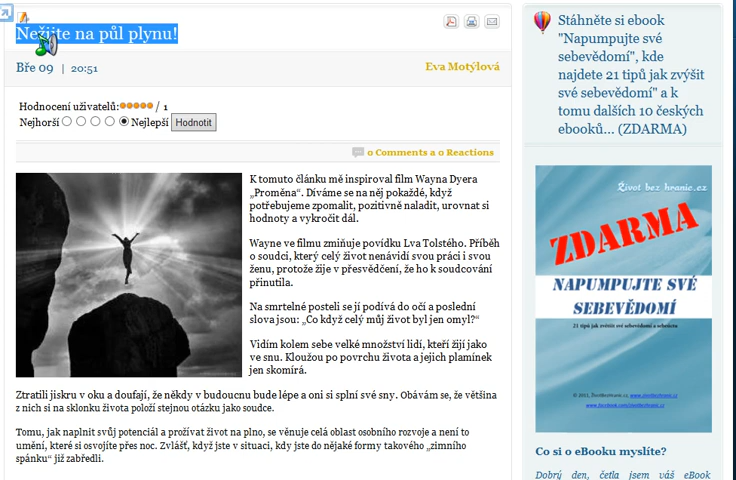 Nežijte na půl plynu!
Bře 09 | 20:51
Eva Motýlová
Hodnocení uživatelů: / 1
Nejhorší Nejlepší Hodnotit
0 Comments a 0 Reactions
K tomuto článku mě inspiroval film Wayna Dyera
„Proměna“. Díváme se na něj pokaždé, když
potřebujeme zpomalit, pozitivně naladit, urovnat si
hodnoty a vykročit dál.
Wayne ve filmu zmiňuje povídku Lva Tolstého. Příběh
o soudci, který celý život nenávidí svou práci i svou
ženu, protože žije v přesvědčení, že ho k soudcování
přinutila.
Na smrtelné posteli se jí podívá do očí a poslední
slova jsou: „Co když celý můj život byl jen omyl?“
Vidím kolem sebe velké množství lidí, kteří žijí jako
ve snu. Kloužou po povrchu života a jejich plamínek
jen skomírá.
Ztratili jiskru v oku a doufají, že někdy v budoucnu bude lépe a oni si splní své sny. Obávám se, že většina
z nich si na sklonku života položí stejnou otázku jako soudce.
Tomu, jak naplnit svůj potenciál a prožívat život na plno, se věnuje celá oblast osobního rozvoje a není to
umění, které si osvojíte přes noc. Zvlášť, když jste v situaci, kdy jste do nějaké formy takového „zimního
spánku“ již zabředli.
Stáhněte si ebook
"Napumpujte své
sebevědomí", kde
najdete 21 tipů jak zvýšit
své sebevědomí" a k
tomu dalších 10 českých
ebooků... (ZDARMA)
Život bez hranic.cz
ZDARMA
NAPUMPUJTE SVÉ
SEBEVĚDOMÍ
21 tipů jak zvýšit své sebevědomí a sebeúctu
© 2011, ŽivotBezhranic.cz www.zivotbezhranic.cz
www.facebook.com/zivotbezhranic.cz
Co si o eBooku myslíte?
Dobrý den, četla jsem váš eBook